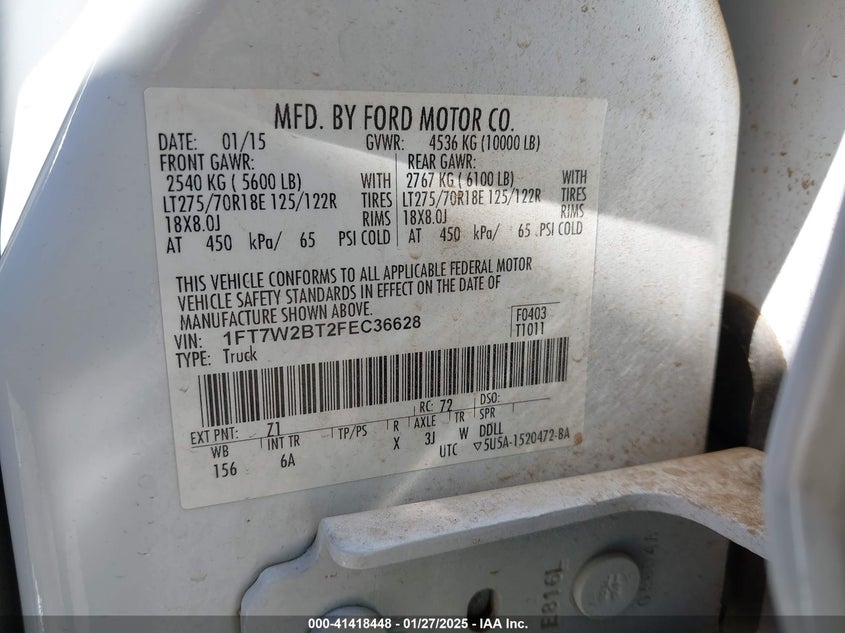 MFD. BY FORD MOTOR CO.
DATE: 01/15 GVWR: 4536 KG (10000 LB)
FRONT GAWR: REAR GAWR:
2540 KG ( 5600 LB) WITH 2767 KG ( 6100 LB) WITH
LT275/70R18E 125/122R TIRES LT275/70R18E 125/122R TIRES
18X8.0J RIMS 18X8.0J RIMS
AT 450 kPa/ 65 PSI COLD AT 450 kPa/ 65 PSI COLD
THIS VEHICLE CONFORMS TO ALL APPLICABLE FEDERAL MOTOR
VEHICLE SAFETY STANDARDS IN EFFECT ON THE DATE OF
MANUFACTURE SHOWN ABOVE.
VIN: 1FT7W2BT2FEC36628 F0403
TYPE: Truck T1011
EXT PNT: Z1 RC: 72 DSO:
WB INT TR TP/PS R AXLE TR SPR
156 6A X 3J W DDLL
UTC ▽5U5A-1520472-BA
E816L
000-41418448 - 01/27/2025 - IAA Inc.